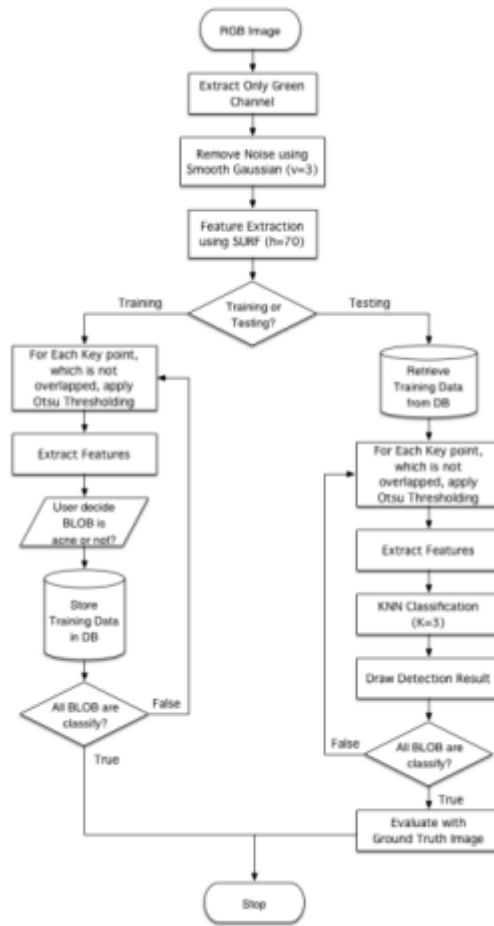 RGB Image
Extract Only Green
Channel
Remove Noise using
Smooth Gaussian (v=3)
Feature Extraction
using SURF (h=70)
Training or
Testing?
Training
Testing
For Each Key point,
which is not
overlapped, apply
Otsu Thresholding
Extract Features
User decide
BLOB is
acne or not?
Store
Training Data
in DB
All BLOB are
classify?
False
True
Retrieve
Training Data
from DB
For Each Key point,
which is not
overlapped, apply
Otsu Thresholding
Extract Features
KNN Classification
(K=3)
Draw Detection Result
All BLOB are
classify?
False
True
Evaluate with
Ground Truth Image
Stop